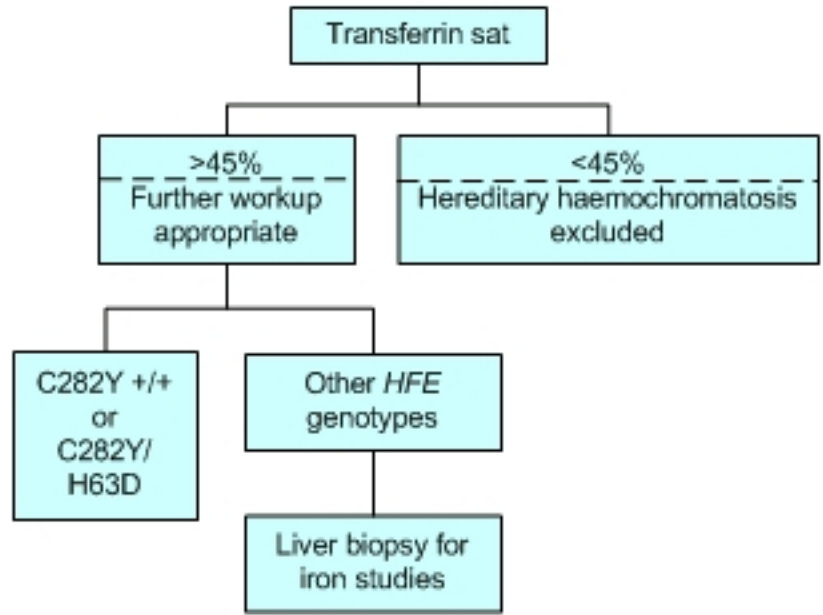 Transferrin sat
>45%
Further workup
appropriate
<45%
Hereditary haemochromatosis
excluded
C282Y +/+
or
C282Y/
H63D
Other HFE
genotypes
Liver biopsy for
iron studies